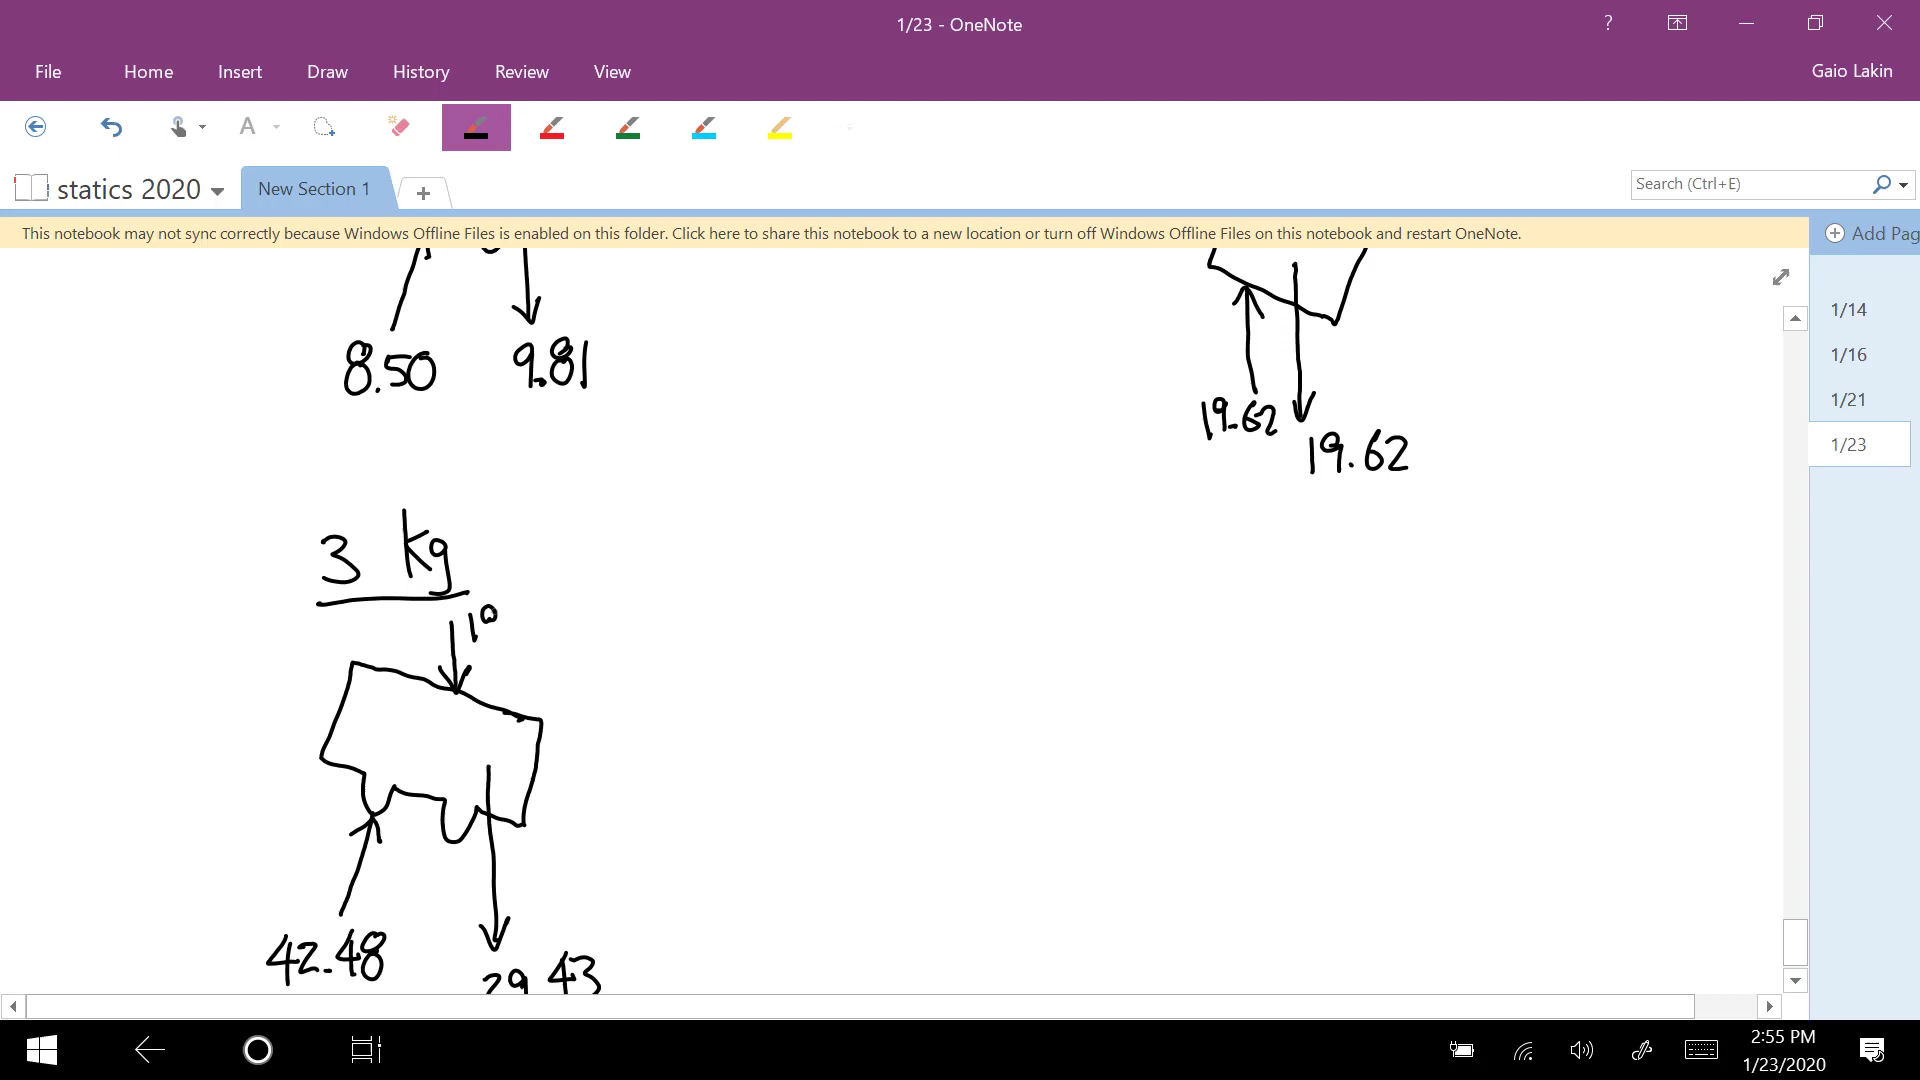 1/23 - OneNote
?
File Home Insert Draw History Review View
Gaio Lakin
A
statics 2020
New Section 1
+
Search (Ctrl+E)
This notebook may not sync correctly because Windows Offline Files is enabled on this folder. Click here to share this notebook to a new location or turn off Windows Offline Files on this notebook and restart OneNote.
Add Pag
1/14
1/16
1/21
1/23
8.50
9.81
19.62
19.62
3 kg
10
42.48
29.43
2:55 PM
1/23/2020